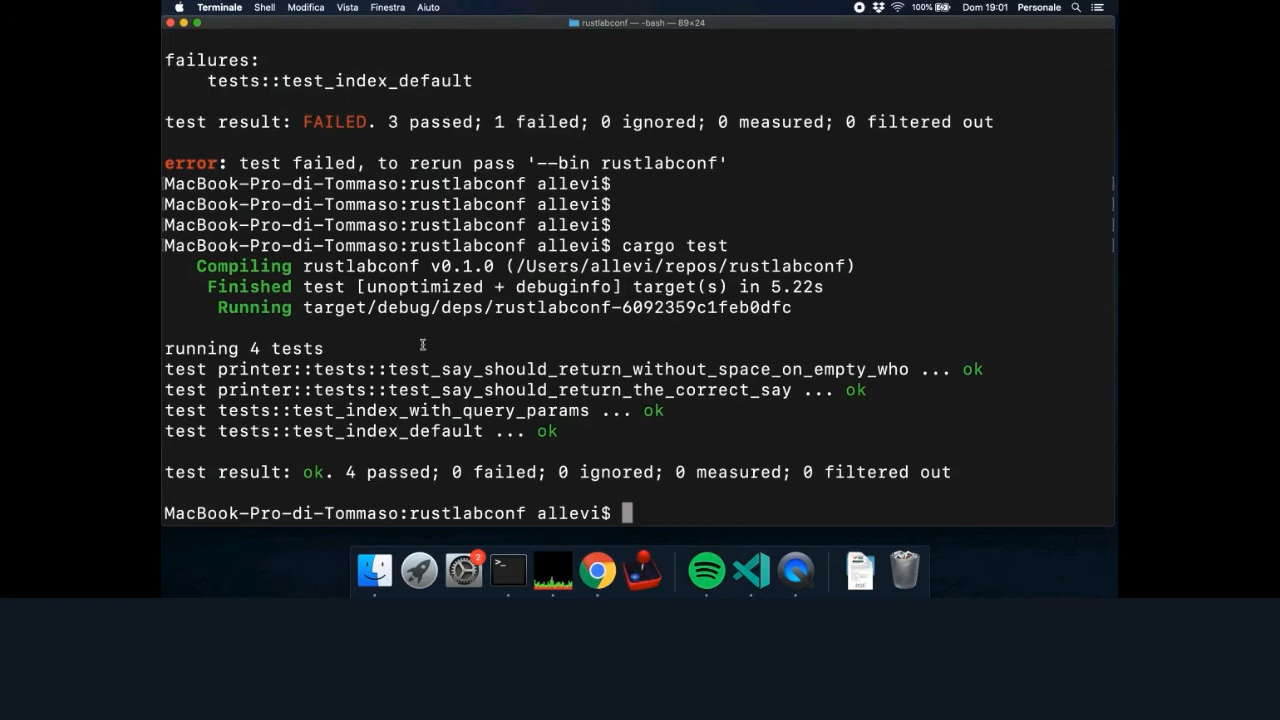 Terminale Shell Modifica Vista Finestra Aiuto 100% Dom 19:01 Personale
rustlabconf — -bash — 89×24
failures:
    tests::test_index_default
test result: FAILED. 3 passed; 1 failed; 0 ignored; 0 measured; 0 filtered out
error: test failed, to rerun pass '--bin rustlabconf'
MacBook-Pro-di-Tommaso:rustlabconf allevi$
MacBook-Pro-di-Tommaso:rustlabconf allevi$
MacBook-Pro-di-Tommaso:rustlabconf allevi$
MacBook-Pro-di-Tommaso:rustlabconf allevi$ cargo test
   Compiling rustlabconf v0.1.0 (/Users/allevi/repos/rustlabconf)
    Finished test [unoptimized + debuginfo] target(s) in 5.22s
     Running target/debug/deps/rustlabconf-6092359c1feb0dfc
running 4 tests
test printer::tests::test_say_should_return_without_space_on_empty_who ... ok
test printer::tests::test_say_should_return_the_correct_say ... ok
test tests::test_index_with_query_params ... ok
test tests::test_index_default ... ok
test result: ok. 4 passed; 0 failed; 0 ignored; 0 measured; 0 filtered out
MacBook-Pro-di-Tommaso:rustlabconf allevi$
2
>_